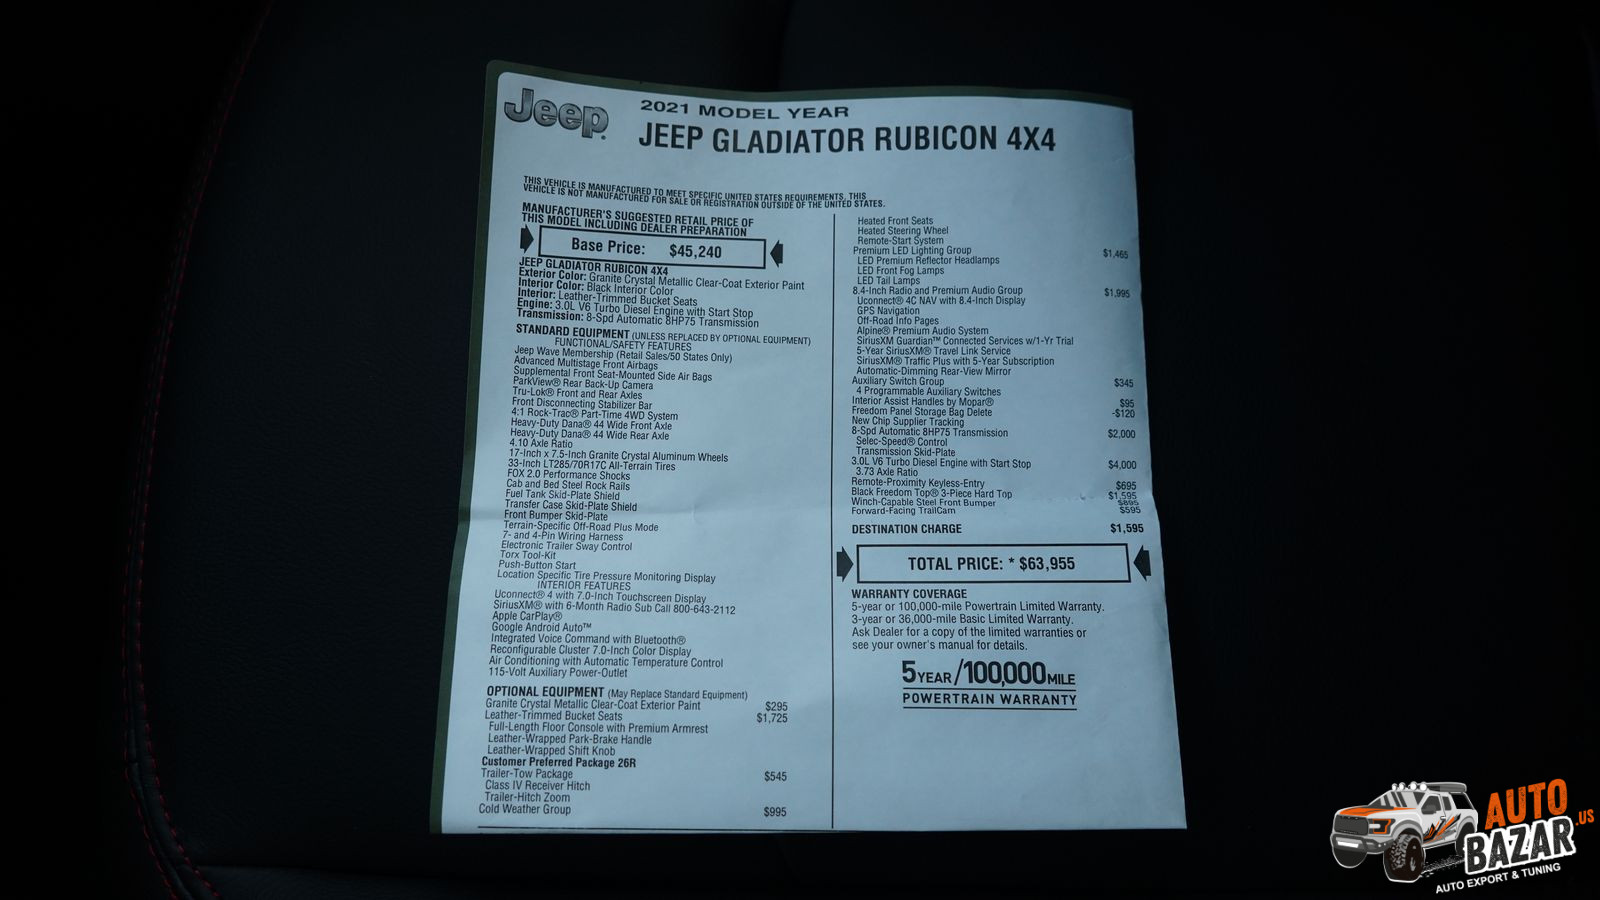 Jeep
2021 MODEL YEAR
JEEP GLADIATOR RUBICON 4X4
THIS VEHICLE IS MANUFACTURED TO MEET SPECIFIC UNITED STATES REQUIREMENTS. THIS
VEHICLE IS NOT MANUFACTURED FOR SALE OR REGISTRATION OUTSIDE OF THE UNITED STATES.
MANUFACTURER'S SUGGESTED RETAIL PRICE OF
THIS MODEL INCLUDING DEALER PREPARATION
Base Price: $45,240
JEEP GLADIATOR RUBICON 4X4
Exterior Color: Granite Crystal Metallic Clear-Coat Exterior Paint
Interior Color: Black Interior Color
Interior: Leather-Trimmed Bucket Seats
Engine: 3.0L V6 Turbo Diesel Engine with Start Stop
Transmission: 8-Spd Automatic 8HP75 Transmission
STANDARD EQUIPMENT (UNLESS REPLACED BY OPTIONAL EQUIPMENT)
FUNCTIONAL/SAFETY FEATURES
Jeep Wave Membership (Retail Sales/50 States Only)
Advanced Multistage Front Airbags
Supplemental Front Seat-Mounted Side Air Bags
ParkView® Rear Back-Up Camera
Tru-Lok® Front and Rear Axles
Front Disconnecting Stabilizer Bar
4:1 Rock-Trac® Part-Time 4WD System
Heavy-Duty Dana® 44 Wide Front Axle
Heavy-Duty Dana® 44 Wide Rear Axle
4.10 Axle Ratio
17-Inch x 7.5-Inch Granite Crystal Aluminum Wheels
33-Inch LT285/70R17C All-Terrain Tires
FOX 2.0 Performance Shocks
Cab and Bed Steel Rock Rails
Fuel Tank Skid-Plate Shield
Transfer Case Skid-Plate Shield
Front Bumper Skid-Plate
Terrain-Specific Off-Road Plus Mode
7- and 4-Pin Wiring Harness
Electronic Trailer Sway Control
Torx Tool-Kit
Push-Button Start
Location Specific Tire Pressure Monitoring Display
INTERIOR FEATURES
Uconnect® 4 with 7.0-Inch Touchscreen Display
SiriusXM® with 6-Month Radio Sub Call 800-643-2112
Apple CarPlay®
Google Android Auto™
Integrated Voice Command with Bluetooth®
Reconfigurable Cluster 7.0-Inch Color Display
Air Conditioning with Automatic Temperature Control
115-Volt Auxiliary Power-Outlet
OPTIONAL EQUIPMENT (May Replace Standard Equipment)
Granite Crystal Metallic Clear-Coat Exterior Paint $295
Leather-Trimmed Bucket Seats $1,725
Full-Length Floor Console with Premium Armrest
Leather-Wrapped Park-Brake Handle
Leather-Wrapped Shift Knob
Customer Preferred Package 26R
Trailer-Tow Package $545
Class IV Receiver Hitch
Trailer-Hitch Zoom
Cold Weather Group $995
Heated Front Seats
Heated Steering Wheel
Remote-Start System
Premium LED Lighting Group $1,465
LED Premium Reflector Headlamps
LED Front Fog Lamps
LED Tail Lamps
8.4-Inch Radio and Premium Audio Group $1,995
Uconnect® 4C NAV with 8.4-Inch Display
GPS Navigation
Off-Road Info Pages
Alpine® Premium Audio System
SiriusXM Guardian™ Connected Services w/1-Yr Trial
5-Year SiriusXM® Travel Link Service
SiriusXM® Traffic Plus with 5-Year Subscription
Automatic-Dimming Rear-View Mirror
Auxiliary Switch Group $345
4 Programmable Auxiliary Switches
Interior Assist Handles by Mopar® $95
Freedom Panel Storage Bag Delete -$120
New Chip Supplier Tracking
8-Spd Automatic 8HP75 Transmission $2,000
Selec-Speed® Control
Transmission Skid-Plate
3.0L V6 Turbo Diesel Engine with Start Stop $4,000
3.73 Axle Ratio
Remote-Proximity Keyless-Entry $695
Black Freedom Top® 3-Piece Hard Top $1,595
Winch-Capable Steel Front Bumper $895
Forward-Facing TrailCam $595
DESTINATION CHARGE $1,595
TOTAL PRICE: * $63,955
WARRANTY COVERAGE
5-year or 100,000-mile Powertrain Limited Warranty.
3-year or 36,000-mile Basic Limited Warranty.
Ask Dealer for a copy of the limited warranties or
see your owner's manual for details.
5 YEAR/100,000 MILE
POWERTRAIN WARRANTY
AUTO
BAZAR.US
AUTO EXPORT & TUNING